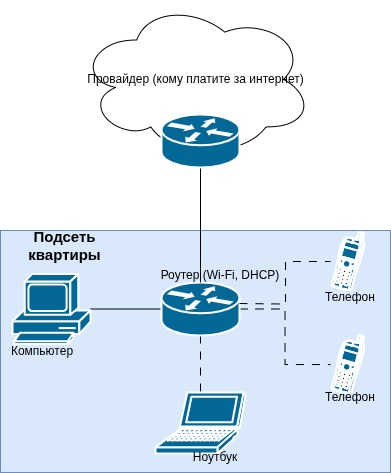 Провайдер (кому платите за интернет)
Подсеть
квартиры
Роутер (Wi-Fi, DHCP)
Телефон
Компьютер
Телефон
Ноутбук